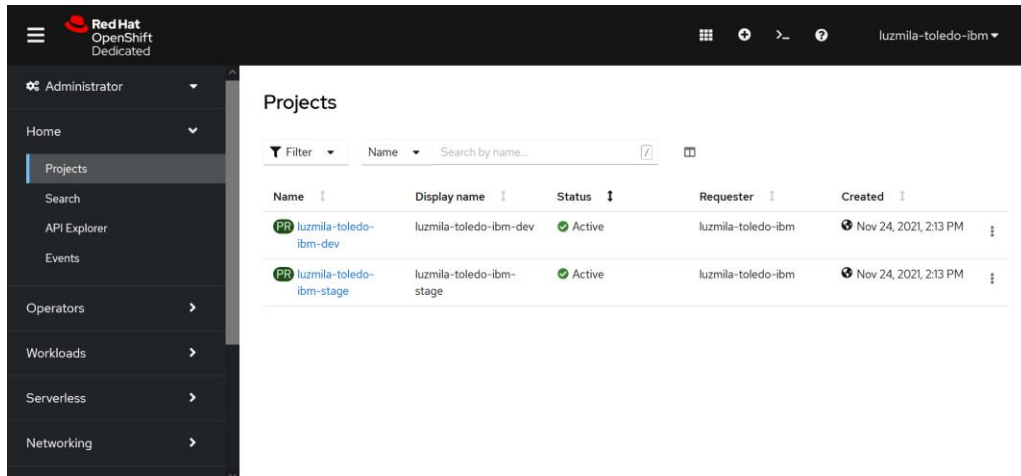 Red Hat
OpenShift
Dedicated
luzmila-toledo-ibm
Administrator
Home
Projects
Search
API Explorer
Events
Operators
Workloads
Serverless
Networking
Projects
Filter Name Search by name... /
Name Display name Status Requester Created
PR luzmila-toledo- luzmila-toledo-ibm-dev Active luzmila-toledo-ibm Nov 24, 2021, 2:13 PM
ibm-dev
PR luzmila-toledo- luzmila-toledo-ibm- Active luzmila-toledo-ibm Nov 24, 2021, 2:13 PM
ibm-stage stage